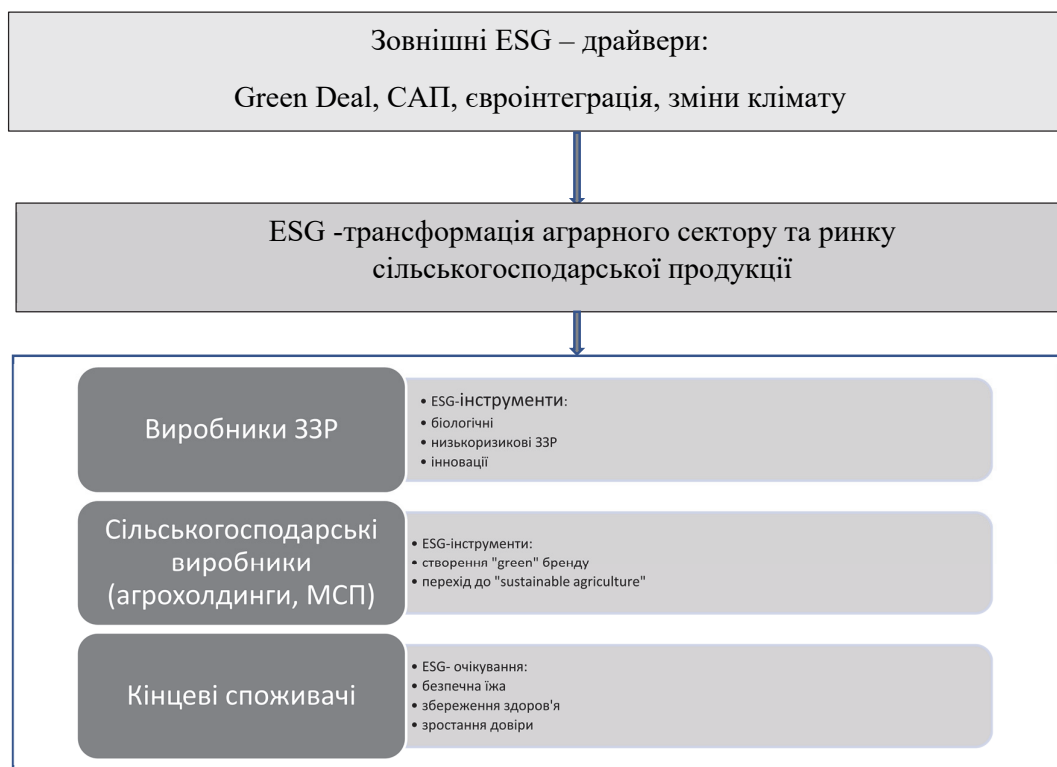 Зовнішні ESG – драйвери:
Green Deal, САП, євроінтеграція, зміни клімату
ESG -трансформація аграрного сектору та ринку
сільськогосподарської продукції
Виробники ЗЗР
• ESG-інструменти:
• біологічні
• низькоризикові ЗЗР
• інновації
Сільськогосподарські
виробники
(агрохолдинги, МСП)
• ESG-інструменти:
• створення "green" бренду
• перехід до "sustainable agriculture"
Кінцеві споживачі
• ESG- очікування:
• безпечна їжа
• збереження здоров'я
• зростання довіри